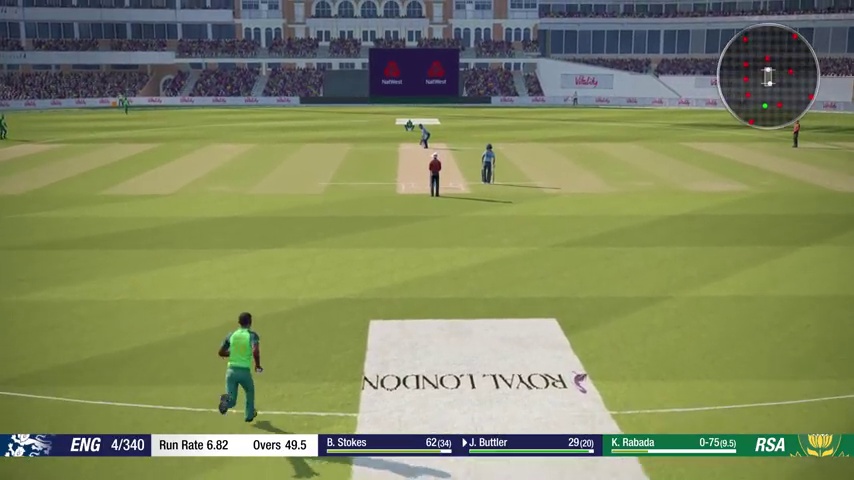 NatWest NatWest
Vitality
ROYAL LONDON
ENG 4/340 Run Rate 6.82 Overs 49.5 B. Stokes 62(34) J. Buttler 29(20) K. Rabada 0-75(9.5) RSA